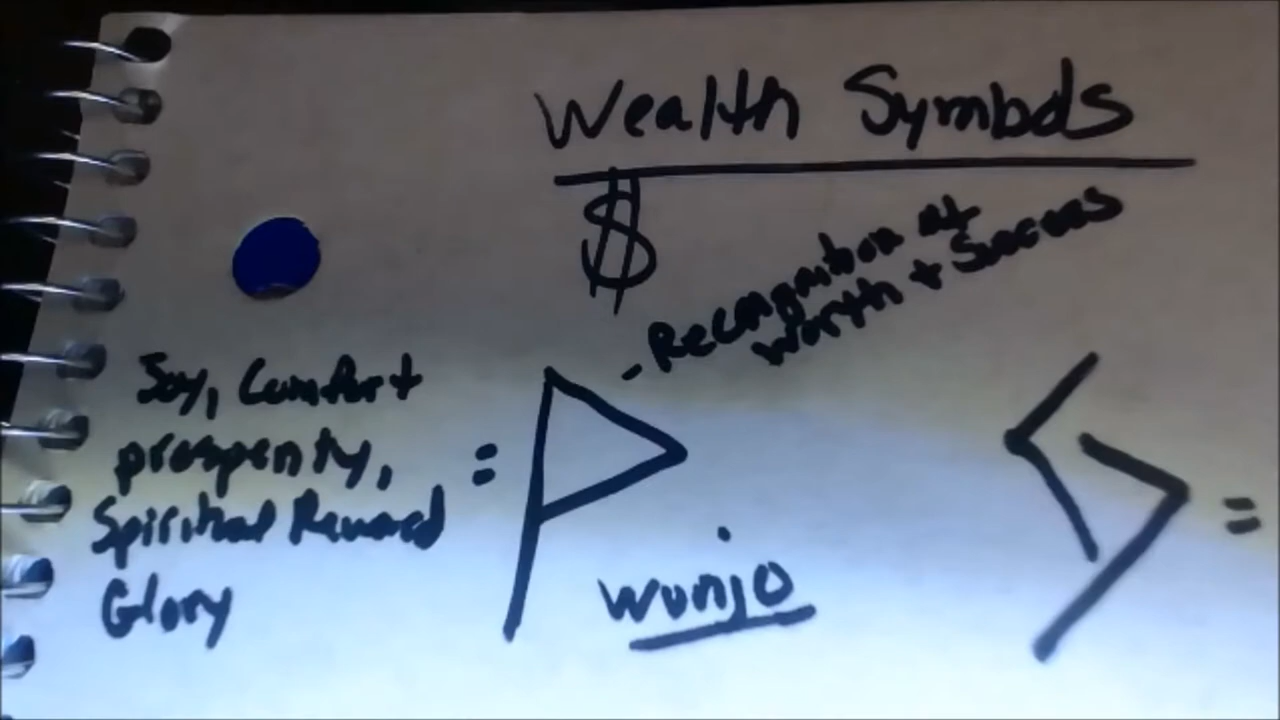 Wealth Symbols
$
- Recognition of
worth + Success
Joy, Comfort
prosperity,
Spiritual Reward
Glory
=
wunjo
=